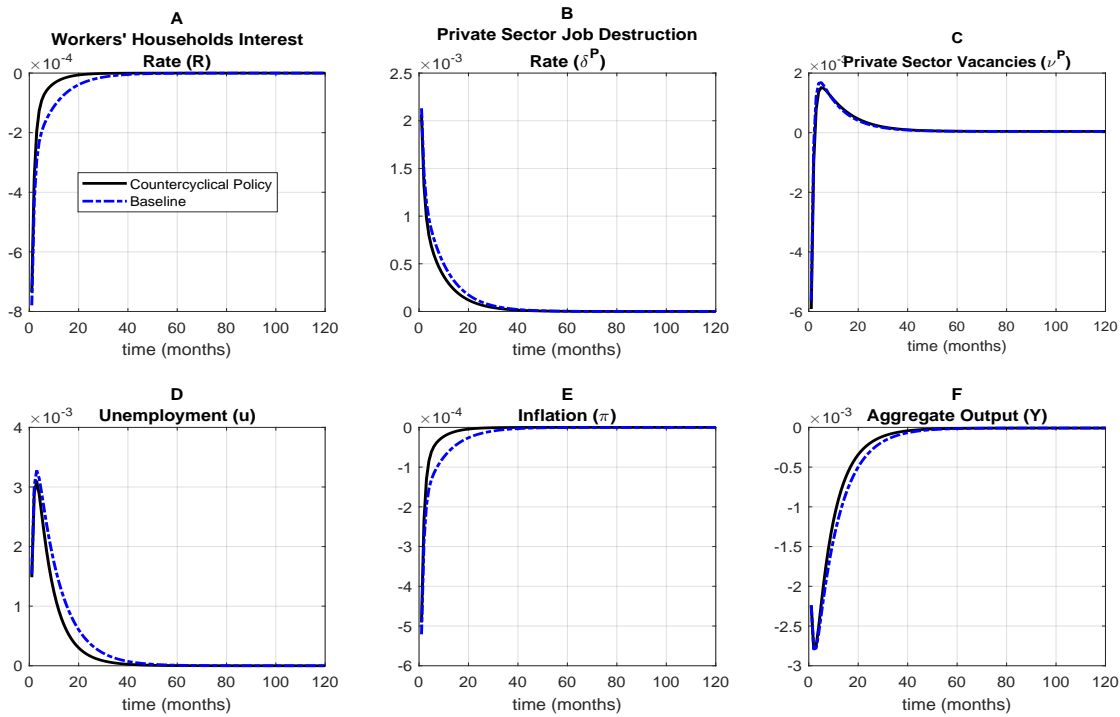 A
Workers' Households Interest
Rate (R)
×10^-4
0
-2
-4
-6
-8
Countercyclical Policy
Baseline
0 20 40 60 80 100 120
time (months)
B
Private Sector Job Destruction
Rate (δ^P)
×10^-3
2.5
2
1.5
1
0.5
0
0 20 40 60 80 100 120
time (months)
C
Private Sector Vacancies (ν^P)
×10^-3
2
0
-2
-4
-6
0 20 40 60 80 100 120
time (months)
D
Unemployment (u)
×10^-3
4
3
2
1
0
0 20 40 60 80 100 120
time (months)
E
Inflation (π)
×10^-4
0
-1
-2
-3
-4
-5
-6
0 20 40 60 80 100 120
time (months)
F
Aggregate Output (Y)
×10^-3
0
-0.5
-1
-1.5
-2
-2.5
-3
0 20 40 60 80 100 120
time (months)